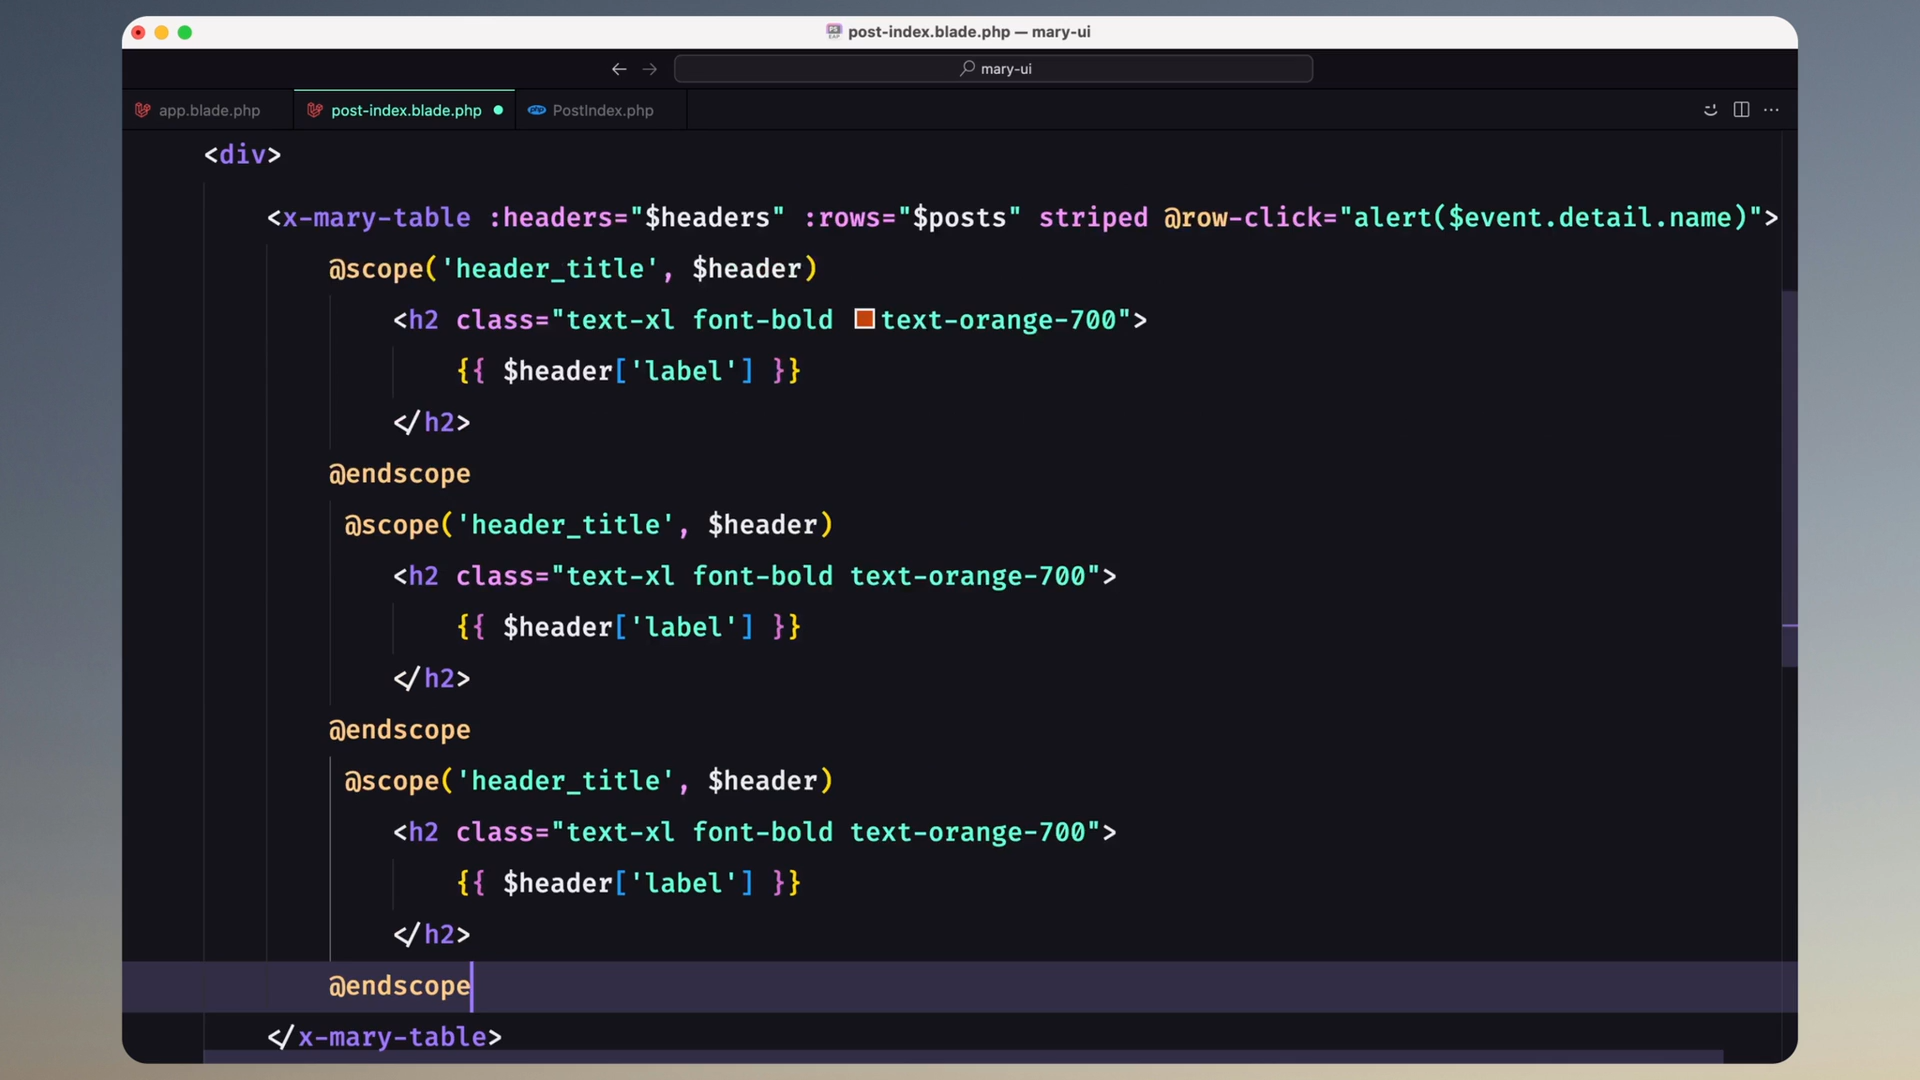 post-index.blade.php — mary-ui
mary-ui
app.blade.php
post-index.blade.php
php PostIndex.php
<div>
<x-mary-table :headers="$headers" :rows="$posts" striped @row-click="alert($event.detail.name)">
@scope('header_title', $header)
<h2 class="text-xl font-bold text-orange-700">
{{ $header['label'] }}
</h2>
@endscope
@scope('header_title', $header)
<h2 class="text-xl font-bold text-orange-700">
{{ $header['label'] }}
</h2>
@endscope
@scope('header_title', $header)
<h2 class="text-xl font-bold text-orange-700">
{{ $header['label'] }}
</h2>
@endscope
</x-mary-table>